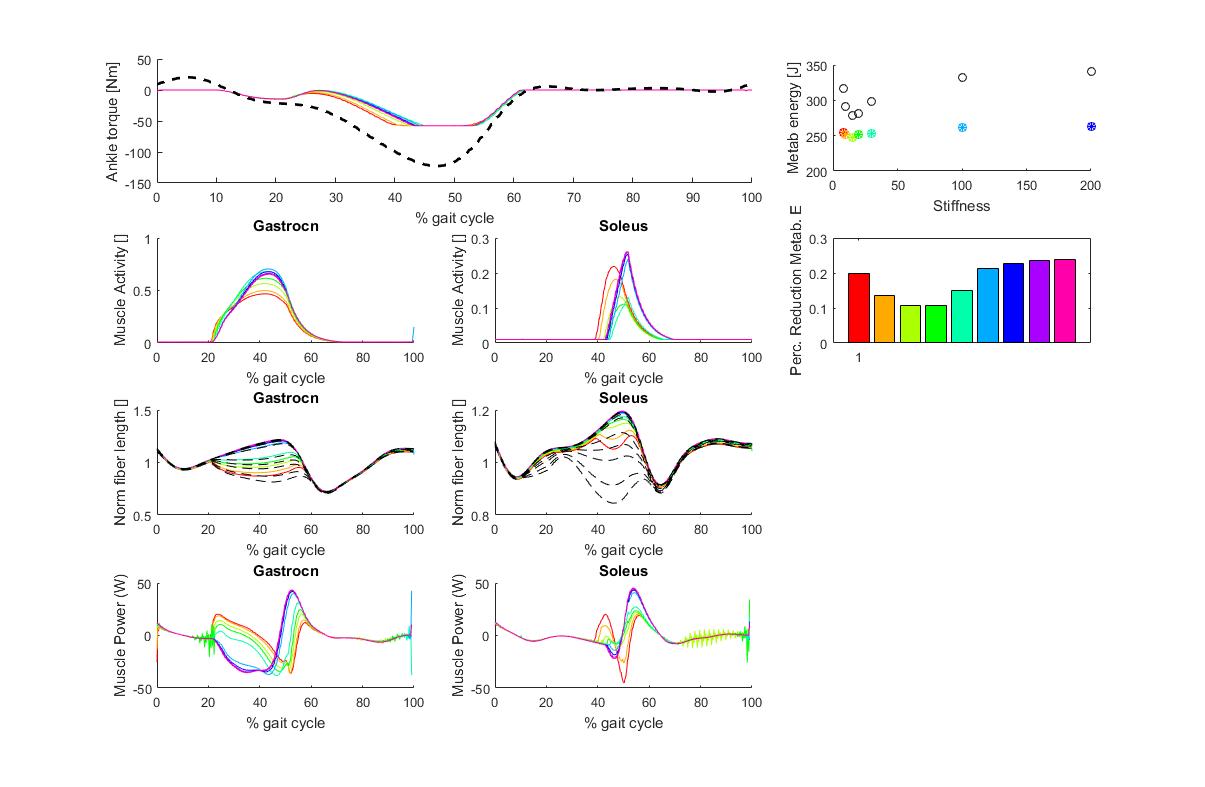 50
0
-50
-100
-150
Ankle torque [Nm]
0 10 20 30 40 50 60 70 80 90 100
% gait cycle
350
300
250
200
Metab energy [J]
0 50 100 150 200
Stiffness
Gastrocn
1
0.5
0
Muscle Activity []
0 20 40 60 80 100
% gait cycle
Soleus
0.3
0.2
0.1
0
Muscle Activity []
0 20 40 60 80 100
% gait cycle
0.3
0.2
0.1
0
Perc. Reduction Metab. E
1
Gastrocn
1.5
1
0.5
Norm fiber length []
0 20 40 60 80 100
% gait cycle
Soleus
1.2
1
0.8
Norm fiber length []
0 20 40 60 80 100
% gait cycle
Gastrocn
50
0
-50
Muscle Power (W)
0 20 40 60 80 100
% gait cycle
Soleus
50
0
-50
Muscle Power (W)
0 20 40 60 80 100
% gait cycle